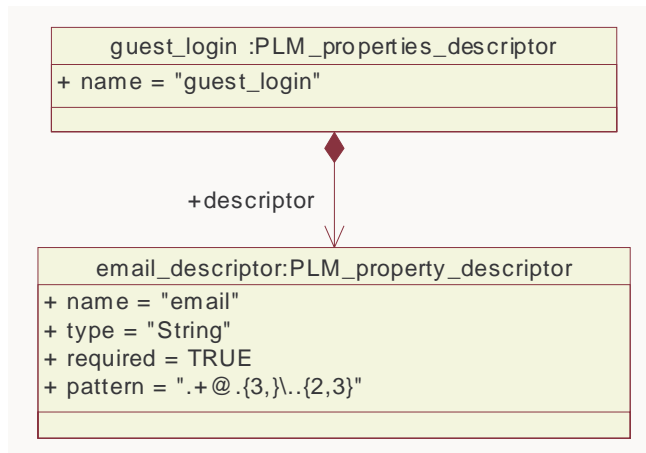 guest_login :PLM_properties_descriptor
+ name = "guest_login"
+descriptor
email_descriptor:PLM_property_descriptor
+ name = "email"
+ type = "String"
+ required = TRUE
+ pattern = ".+@.{3,}\..{2,3}"